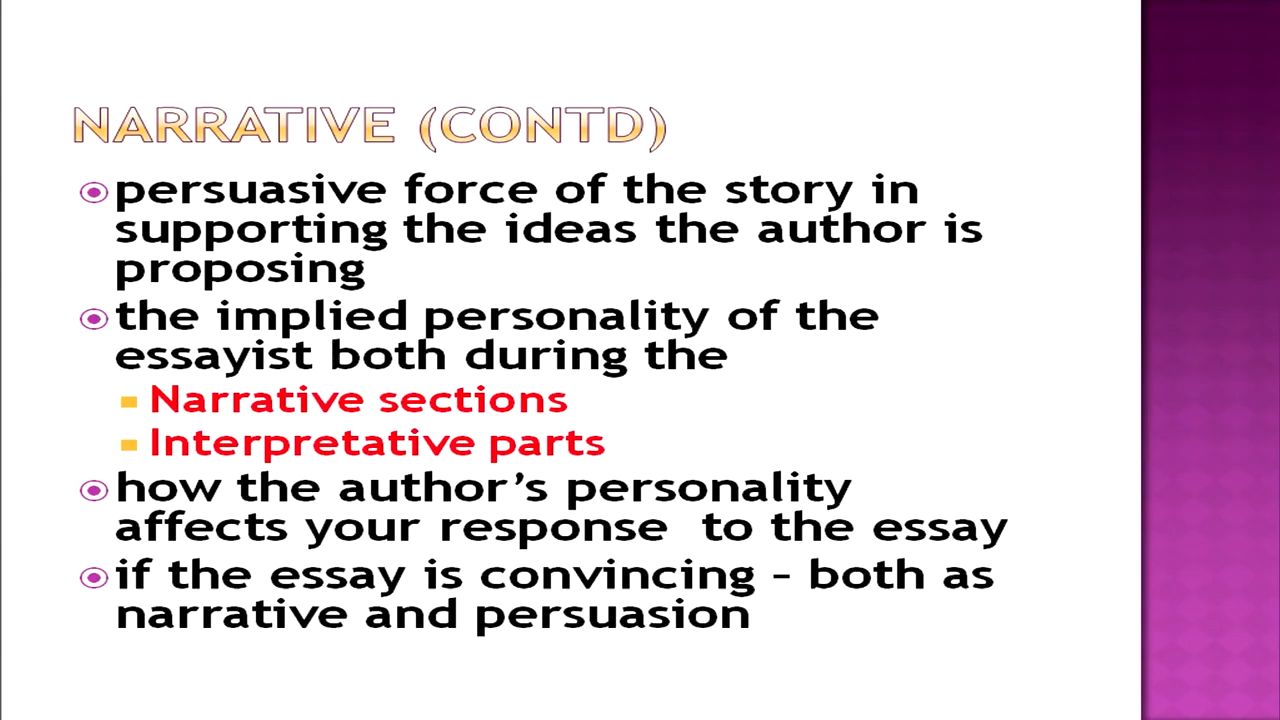 NARRATIVE (CONTD)
persuasive force of the story in
supporting the ideas the author is
proposing
the implied personality of the
essayist both during the
Narrative sections
Interpretative parts
how the author’s personality
affects your response to the essay
if the essay is convincing – both as
narrative and persuasion